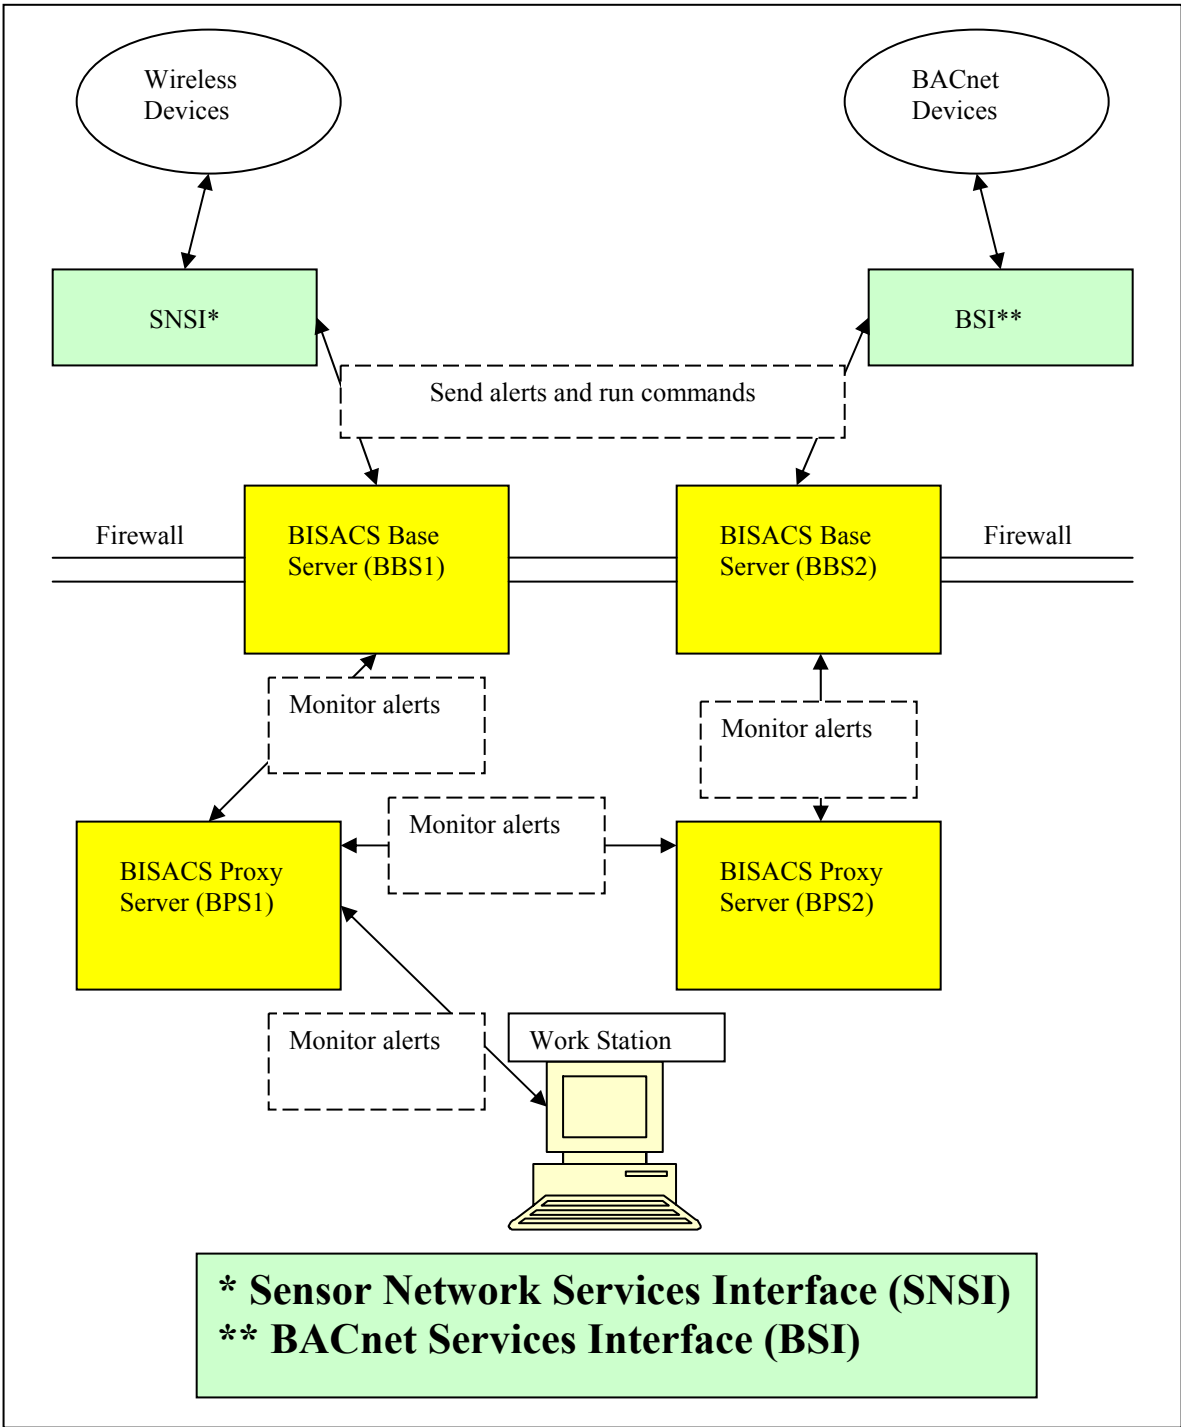 Wireless
Devices
BACnet
Devices
SNSI*
BSI**
Send alerts and run commands
Firewall
BISACS Base
Server (BBS1)
BISACS Base
Server (BBS2)
Firewall
Monitor alerts
Monitor alerts
Monitor alerts
BISACS Proxy
Server (BPS1)
BISACS Proxy
Server (BPS2)
Monitor alerts
Work Station
* Sensor Network Services Interface (SNSI)
** BACnet Services Interface (BSI)